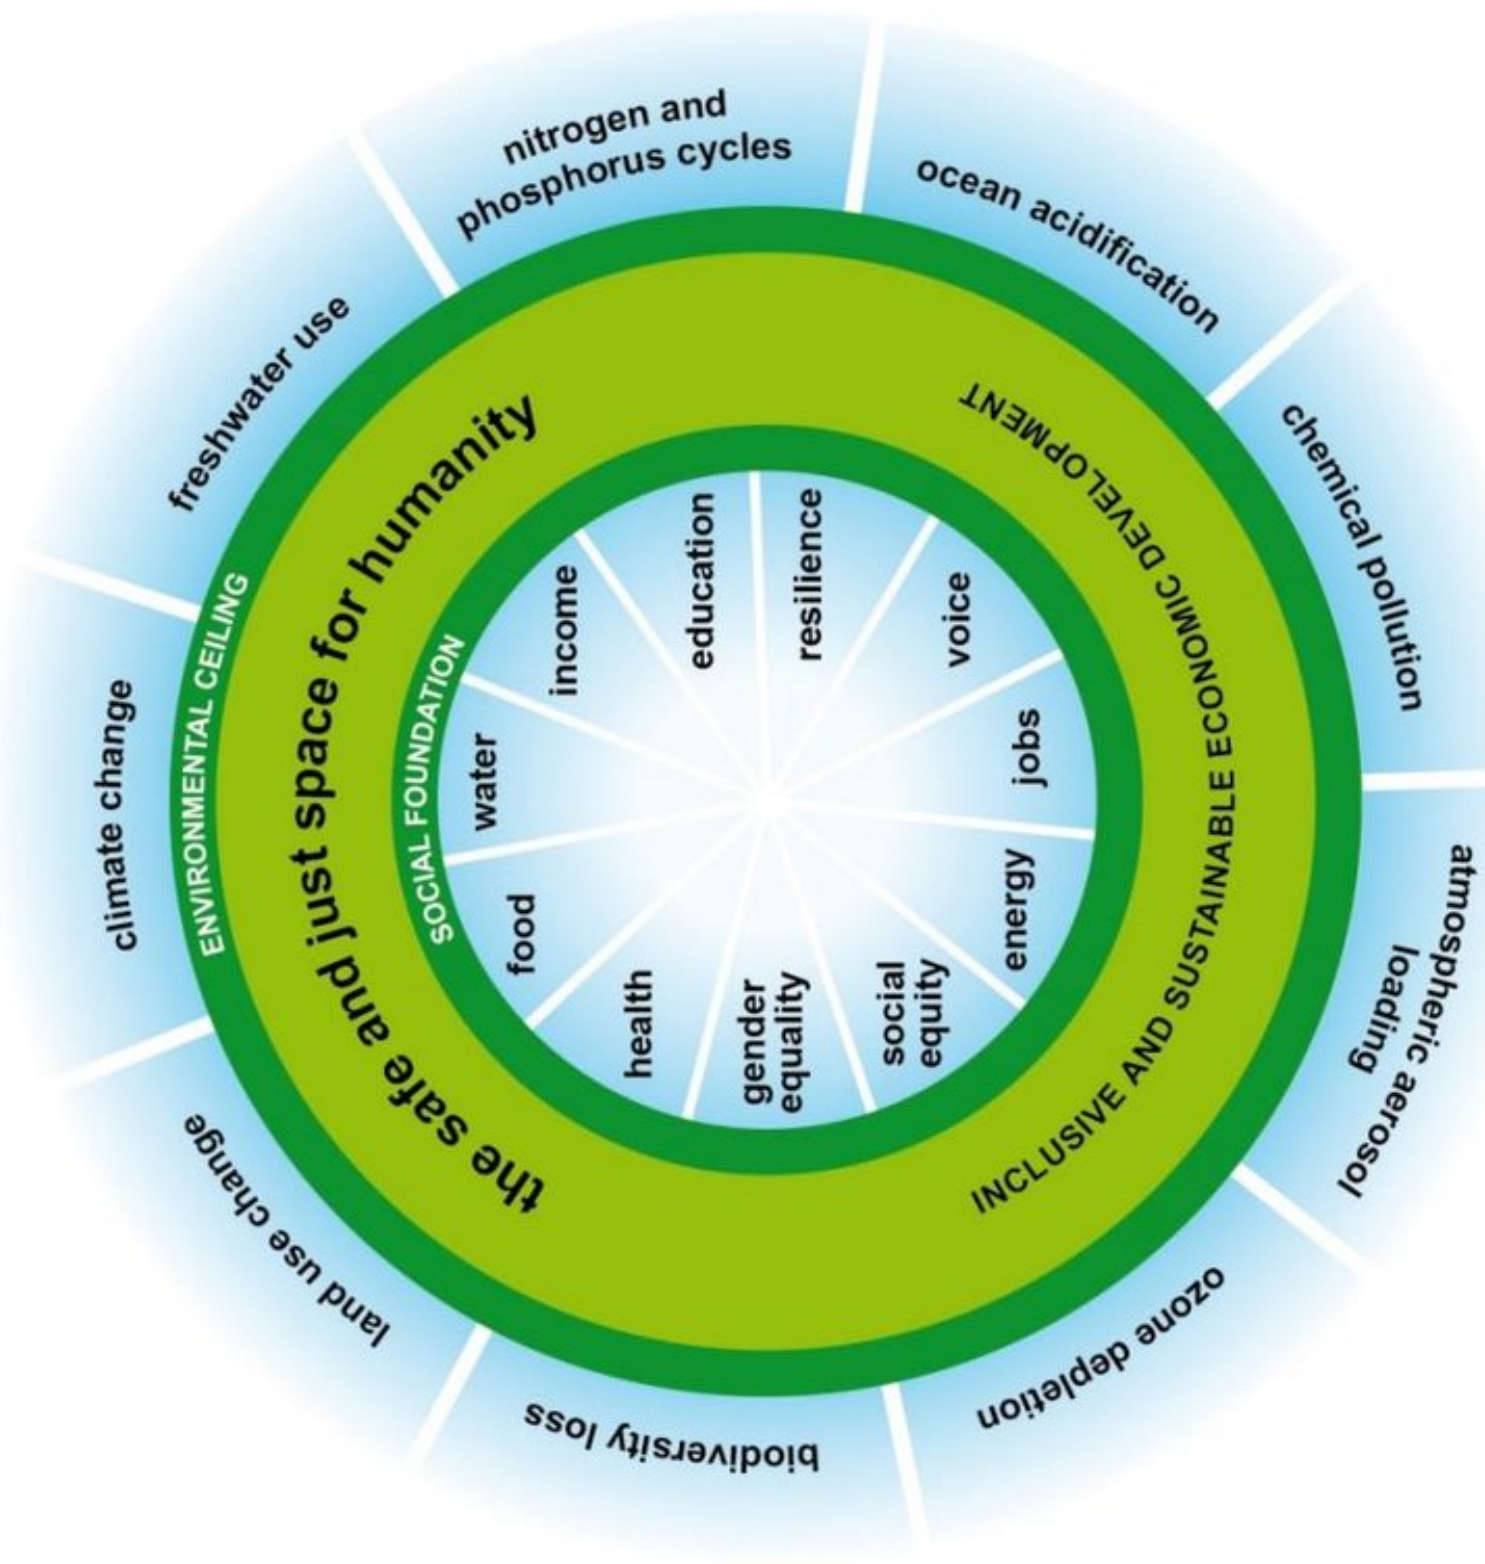 climate change
freshwater use
nitrogen and
phosphorus cycles
ocean acidification
chemical pollution
atmospheric aerosol
loading
ozone depletion
biodiversity loss
land use change
ENVIRONMENTAL CEILING
the safe and just space for humanity
INCLUSIVE AND SUSTAINABLE ECONOMIC DEVELOPMENT
SOCIAL FOUNDATION
water
income
education
resilience
voice
jobs
energy
social
equity
gender
equality
health
food